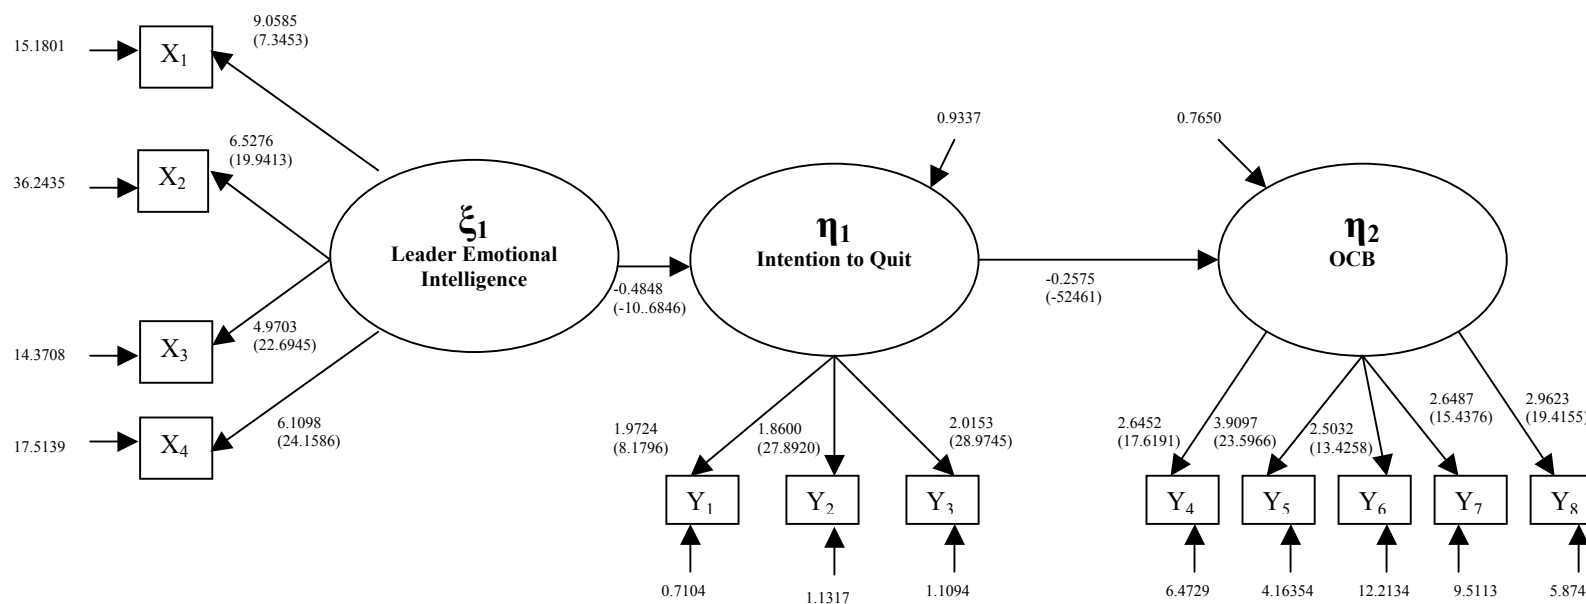 9.0585
(7.3453)
15.1801
X1
0.9337
0.7650
6.5276
(19.9413)
36.2435
X2
ξ1
Leader Emotional
Intelligence
η1
Intention to Quit
η2
OCB
-0.4848
(-10..6846)
-0.2575
(-52461)
4.9703
(22.6945)
14.3708
X3
6.1098
(24.1586)
17.5139
X4
1.9724
(8.1796)
1.8600
(27.8920)
2.0153
(28.9745)
2.6452
(17.6191)
3.9097
(23.5966)
2.5032
(13.4258)
2.6487
(15.4376)
2.9623
(19.4155)
Y1
Y2
Y3
Y4
Y5
Y6
Y7
Y8
0.7104
1.1317
1.1094
6.4729
4.16354
12.2134
9.5113
5.874